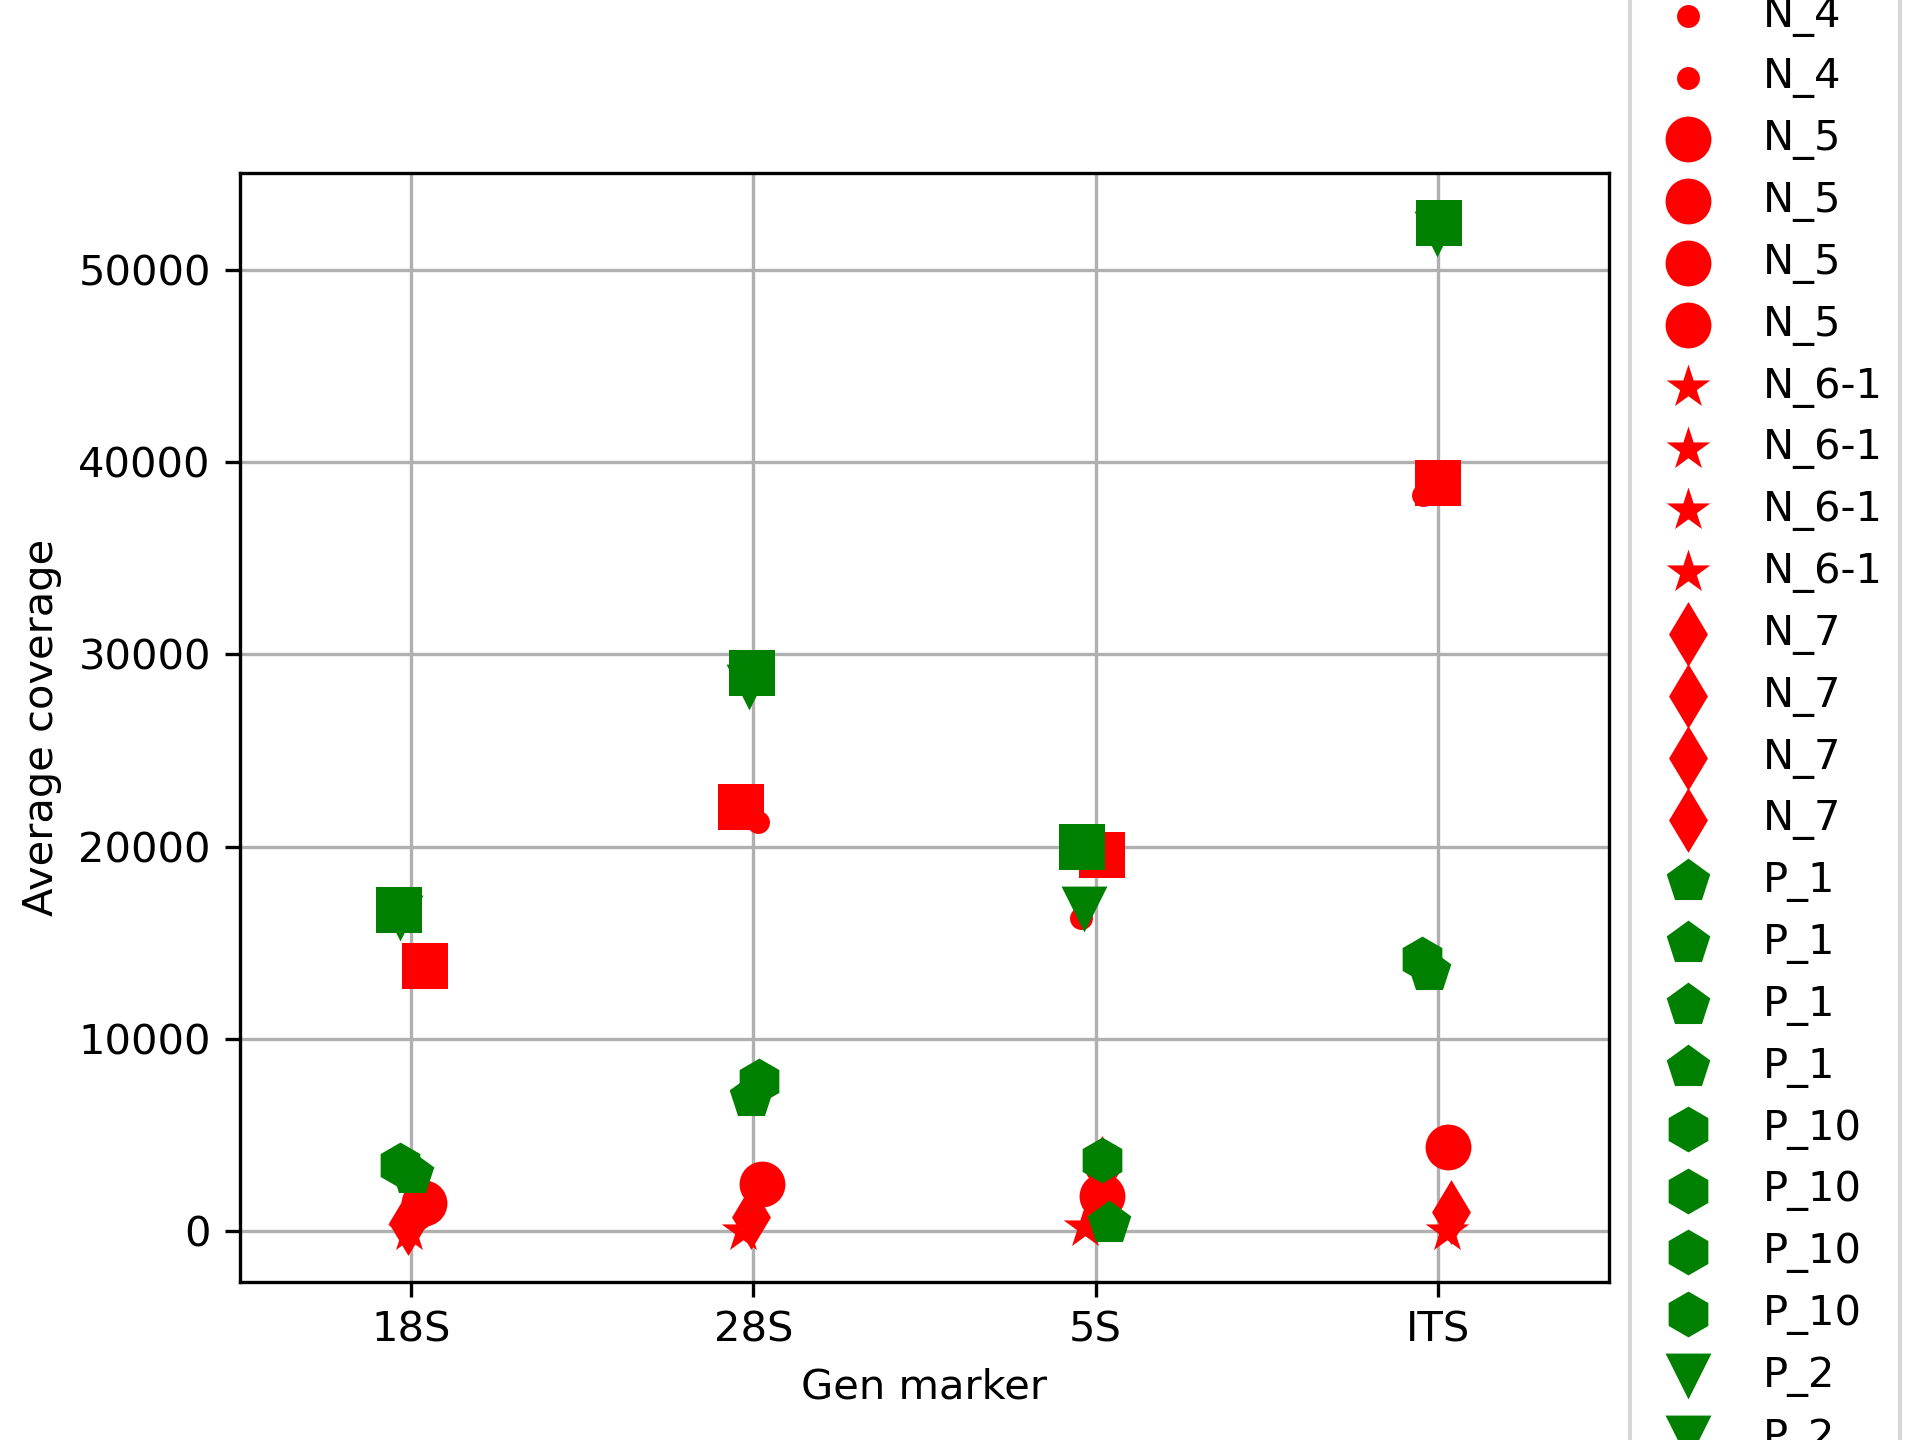 50000
40000
30000
20000
10000
0
Average coverage
18S
28S
5S
ITS
Gen marker
N_4
N_4
N_5
N_5
N_5
N_5
N_6-1
N_6-1
N_6-1
N_6-1
N_7
N_7
N_7
N_7
P_1
P_1
P_1
P_1
P_10
P_10
P_10
P_10
P_2
P_2